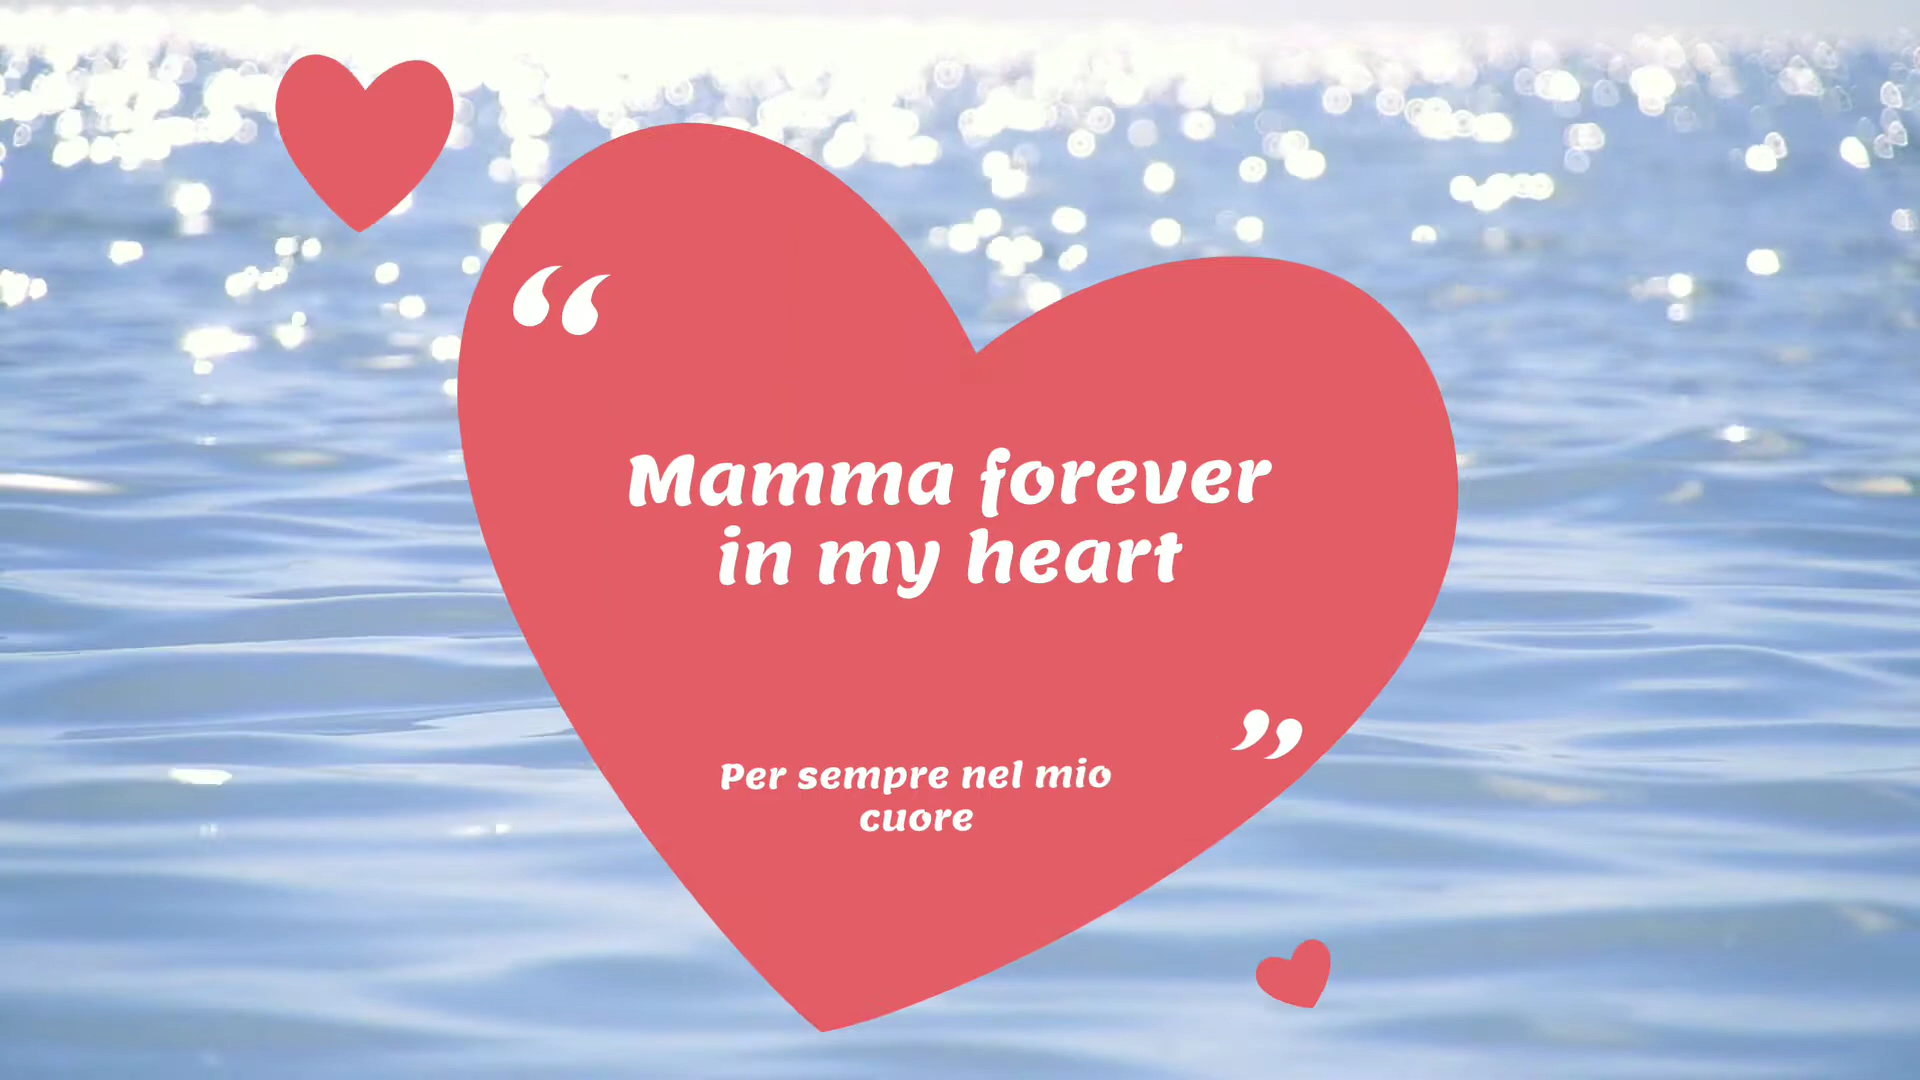 “
Mamma forever
in my heart
”
Per sempre nel mio
cuore